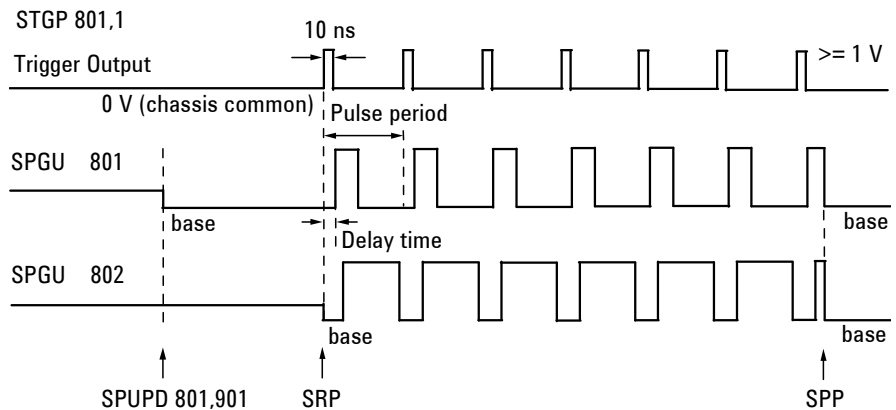 STGP 801,1
10 ns
Trigger Output
>= 1 V
0 V (chassis common)
Pulse period
SPGU 801
base
base
Delay time
SPGU 802
base
base
SPUPD 801,901
SRP
SPP